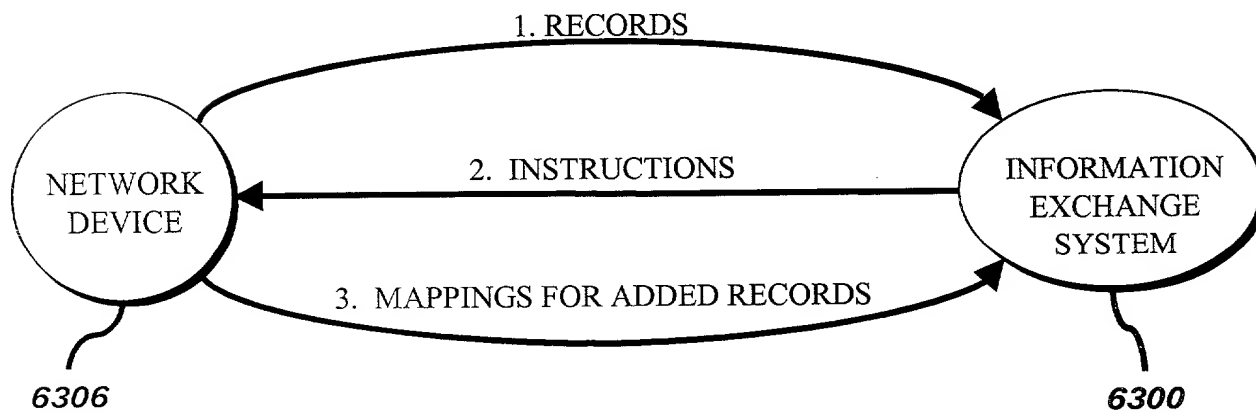 1. RECORDS
NETWORK
DEVICE
2. INSTRUCTIONS
INFORMATION
EXCHANGE
SYSTEM
3. MAPPINGS FOR ADDED RECORDS
6306
6300